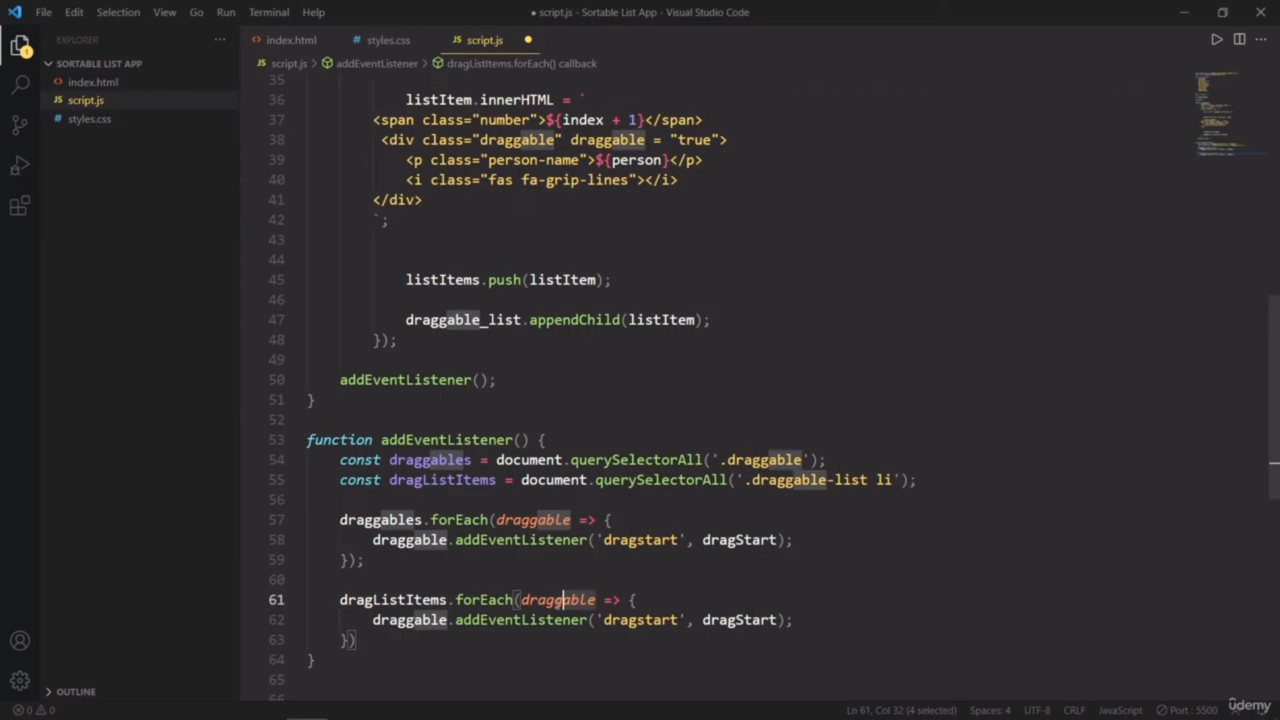 File Edit Selection View Go Run Terminal Help
● script.js - Sortable List App - Visual Studio Code
EXPLORER ...
index.html
styles.css
JS script.js
JS script.js > addEventListener > dragListItems.forEach() callback
SORTABLE LIST APP
index.html
JS script.js
styles.css
OUTLINE
35
36 listItem.innerHTML = `
37 <span class="number">${index + 1}</span>
38 <div class="draggable" draggable = "true">
39 <p class="person-name">${person}</p>
40 <i class="fas fa-grip-lines"></i>
41 </div>
42 `;
43
44
45 listItems.push(listItem);
46
47 draggable_list.appendChild(listItem);
48 });
49
50 addEventListener();
51 }
52
53 function addEventListener() {
54 const draggables = document.querySelectorAll('.draggable');
55 const dragListItems = document.querySelectorAll('.draggable-list li');
56
57 draggables.forEach(draggable => {
58 draggable.addEventListener('dragstart', dragStart);
59 });
60
61 dragListItems.forEach(draggable => {
62 draggable.addEventListener('dragstart', dragStart);
63 })
64 }
65
66
0 0 Ln 61, Col 32 (4 selected) Spaces: 4 UTF-8 CRLF JavaScript Port : 5500
udemy